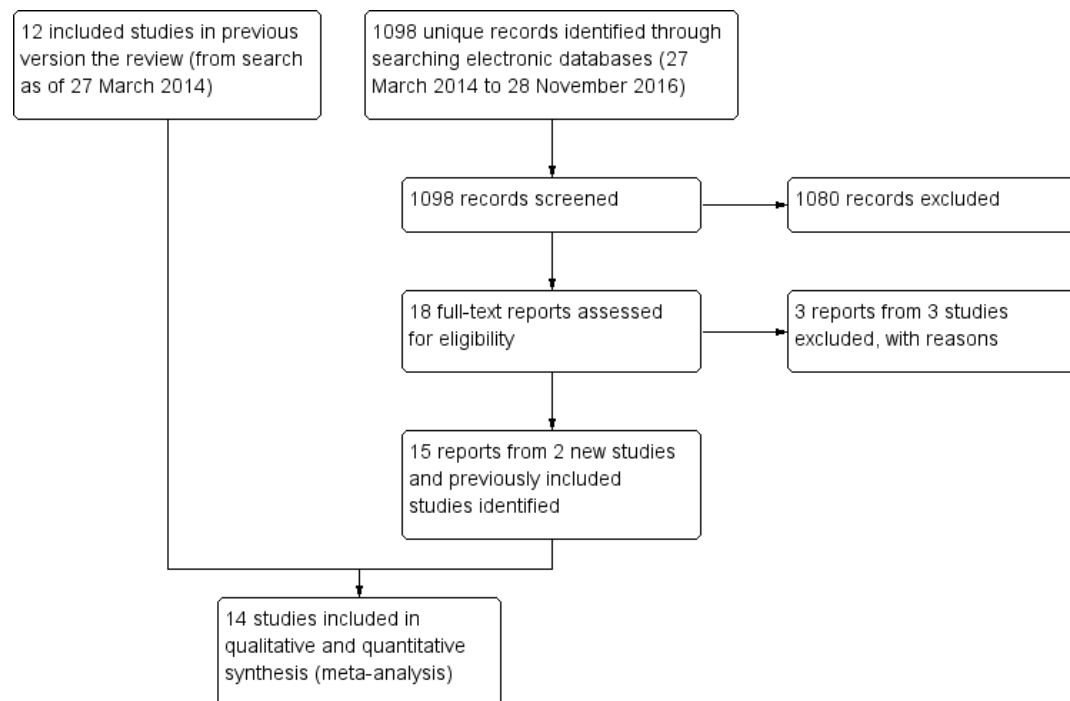 12 included studies in previous
version the review (from search
as of 27 March 2014)
1098 unique records identified through
searching electronic databases (27
March 2014 to 28 November 2016)
1098 records screened
1080 records excluded
18 full-text reports assessed
for eligibility
3 reports from 3 studies
excluded, with reasons
15 reports from 2 new studies
and previously included
studies identified
14 studies included in
qualitative and quantitative
synthesis (meta-analysis)